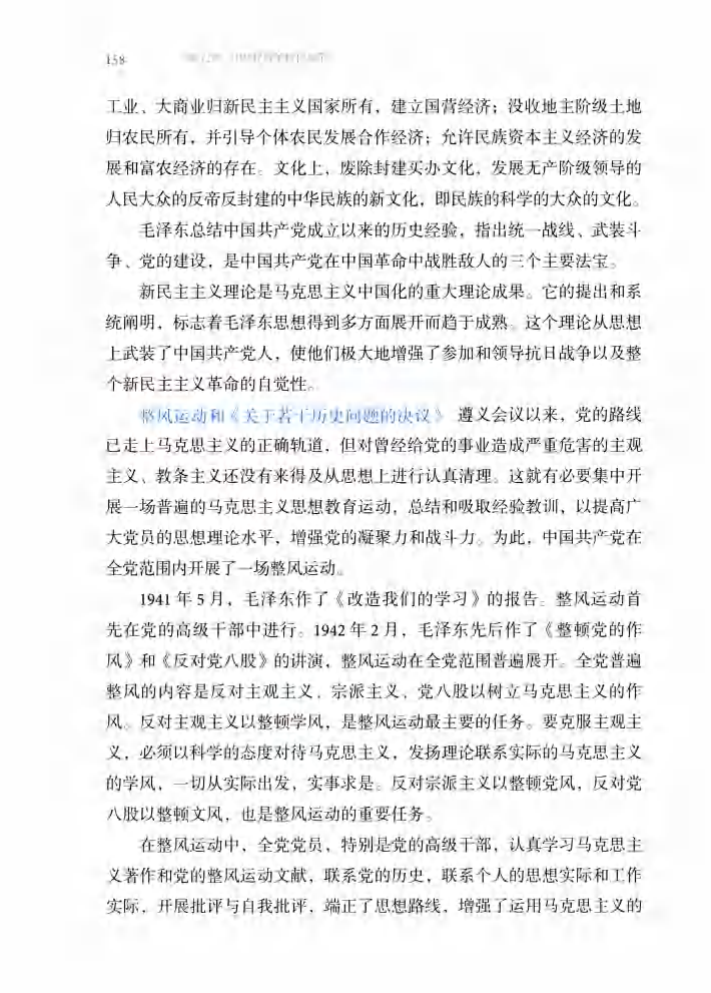 158
工业、大商业归新民主主义国家所有，建立国营经济；没收地主阶级土地
归农民所有，并引导个体农民发展合作经济；允许民族资本主义经济的发
展和富农经济的存在。文化上，废除封建买办文化，发展无产阶级领导的
人民大众的反帝反封建的中华民族的新文化，即民族的科学的大众的文化。
毛泽东总结中国共产党成立以来的历史经验，指出统一战线、武装斗
争、党的建设，是中国共产党在中国革命中战胜敌人的三个主要法宝。
新民主主义理论是马克思主义中国化的重大理论成果。它的提出和系
统阐明，标志着毛泽东思想得到多方面展开而趋于成熟。这个理论从思想
上武装了中国共产党人，使他们极大地增强了参加和领导抗日战争以及整
个新民主主义革命的自觉性。
整风运动和《关于若干历史问题的决议》 遵义会议以来，党的路线
已走上马克思主义的正确轨道，但对曾经给党的事业造成严重危害的主观
主义、教条主义还没有来得及从思想上进行认真清理。这就有必要集中开
展一场普遍的马克思主义思想教育运动，总结和吸取经验教训，以提高广
大党员的思想理论水平，增强党的凝聚力和战斗力。为此，中国共产党在
全党范围内开展了一场整风运动。
1941 年 5 月，毛泽东作了《改造我们的学习》的报告。整风运动首
先在党的高级干部中进行。1942 年 2 月，毛泽东先后作了《整顿党的作
风》和《反对党八股》的讲演，整风运动在全党范围普遍展开。全党普遍
整风的内容是反对主观主义、宗派主义、党八股以树立马克思主义的作
风。反对主观主义以整顿学风，是整风运动最主要的任务。要克服主观主
义，必须以科学的态度对待马克思主义，发扬理论联系实际的马克思主义
的学风，一切从实际出发，实事求是。反对宗派主义以整顿党风，反对党
八股以整顿文风，也是整风运动的重要任务。
在整风运动中，全党党员，特别是党的高级干部，认真学习马克思主
义著作和党的整风运动文献，联系党的历史，联系个人的思想实际和工作
实际，开展批评与自我批评，端正了思想路线，增强了运用马克思主义的